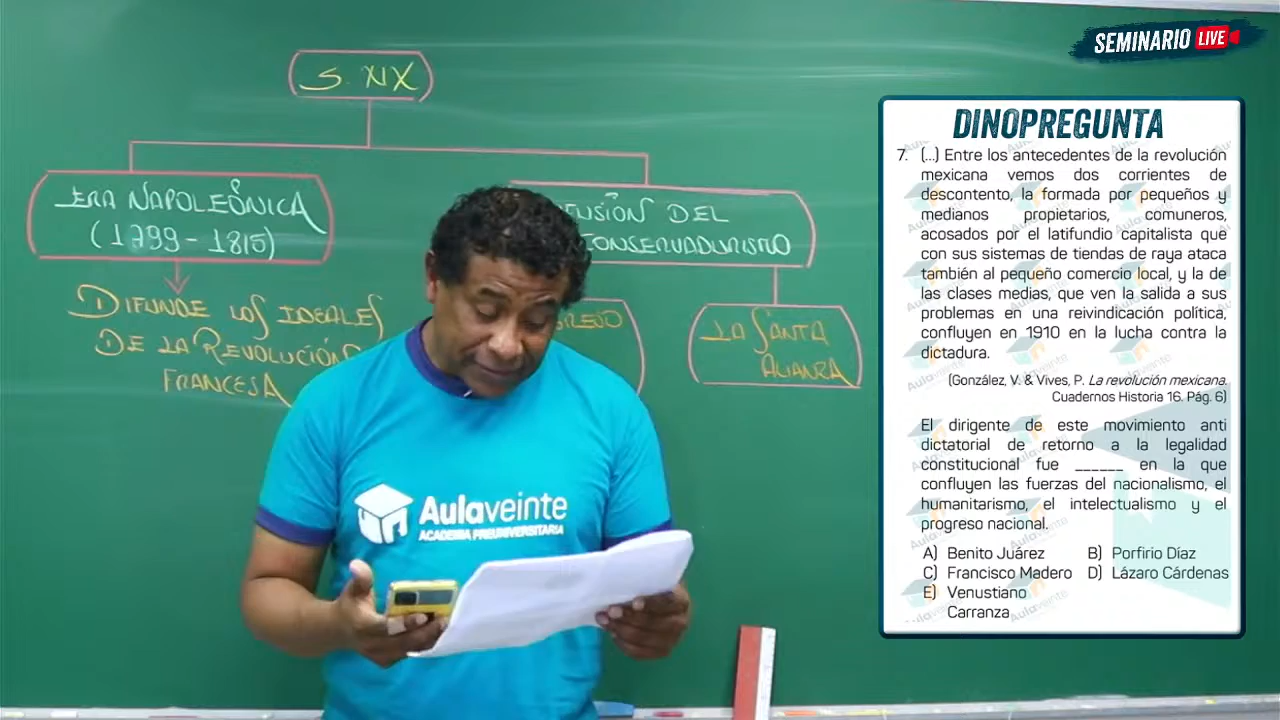 SEMINARIO LIVE
S. XIX
ERA NAPOLEÓNICA
(1799 - 1815)
DIFUNDE LOS IDEALES
DE LA REVOLUCIÓN
FRANCESA
DEL
CONSERVADURISMO
LA SANTA
ALIANZA
Aulaveinte
ACADEMIA PREUNIVERSITARIA
DINOPREGUNTA
7. (...) Entre los antecedentes de la revolución
mexicana vemos dos corrientes de
descontento, la formada por pequeños y
medianos propietarios, comuneros,
acosados por el latifundio capitalista que
con sus sistemas de tiendas de raya ataca
también al pequeño comercio local, y la de
las clases medias, que ven la salida a sus
problemas en una reivindicación política,
confluyen en 1910 en la lucha contra la
dictadura.
(González, V. & Vives, P. La revolución mexicana.
Cuadernos Historia 16. Pág. 6)
El dirigente de este movimiento anti
dictatorial de retorno a la legalidad
constitucional fue ______ en la que
confluyen las fuerzas del nacionalismo, el
humanitarismo, el intelectualismo y el
progreso nacional.
A) Benito Juárez B) Porfirio Díaz
C) Francisco Madero D) Lázaro Cárdenas
E) Venustiano
Carranza